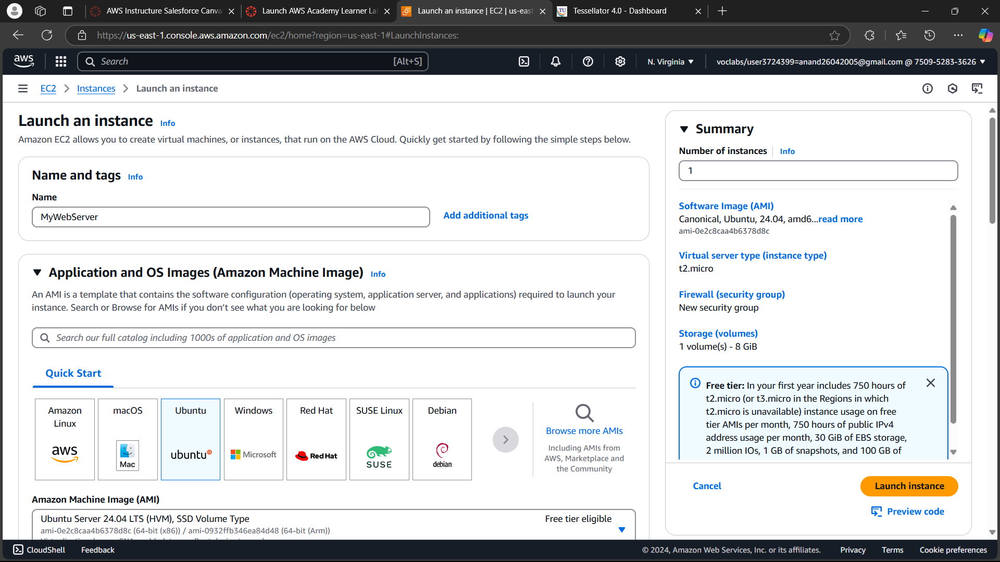 AWS Instructure Salesforce Canva
Launch AWS Academy Learner La
Launch an instance | EC2 | us-east
TU
Tessellator 4.0 - Dashboard
https://us-east-1.console.aws.amazon.com/ec2/home?region=us-east-1#LaunchInstances:
aws
Search
[Alt+S]
N. Virginia
voclabs/user3724399=anand26042005@gmail.com @ 7509-5283-3626
EC2
Instances
Launch an instance
Launch an instance Info
Amazon EC2 allows you to create virtual machines, or instances, that run on the AWS Cloud. Quickly get started by following the simple steps below.
Name and tags Info
Name
MyWebServer
Add additional tags
Application and OS Images (Amazon Machine Image) Info
An AMI is a template that contains the software configuration (operating system, application server, and applications) required to launch your
instance. Search or Browse for AMIs if you don’t see what you are looking for below
Search our full catalog including 1000s of application and OS images
Quick Start
Amazon
Linux
aws
macOS
Mac
Ubuntu
ubuntu
Windows
Microsoft
Red Hat
Red Hat
SUSE Linux
SUSE
Debian
debian
Browse more AMIs
Including AMIs from
AWS, Marketplace and
the Community
Amazon Machine Image (AMI)
Ubuntu Server 24.04 LTS (HVM), SSD Volume Type
Free tier eligible
ami-0e2c8caa4b6378d8c (64-bit (x86)) / ami-0932ffb346ea84d48 (64-bit (Arm))
Summary
Number of instances Info
1
Software Image (AMI)
Canonical, Ubuntu, 24.04, amd6...read more
ami-0e2c8caa4b6378d8c
Virtual server type (instance type)
t2.micro
Firewall (security group)
New security group
Storage (volumes)
1 volume(s) - 8 GiB
Free tier: In your first year includes 750 hours of
t2.micro (or t3.micro in the Regions in which
t2.micro is unavailable) instance usage on free
tier AMIs per month, 750 hours of public IPv4
address usage per month, 30 GiB of EBS storage,
2 million IOs, 1 GB of snapshots, and 100 GB of
Cancel
Launch instance
Preview code
CloudShell
Feedback
© 2024, Amazon Web Services, Inc. or its affiliates.
Privacy
Terms
Cookie preferences